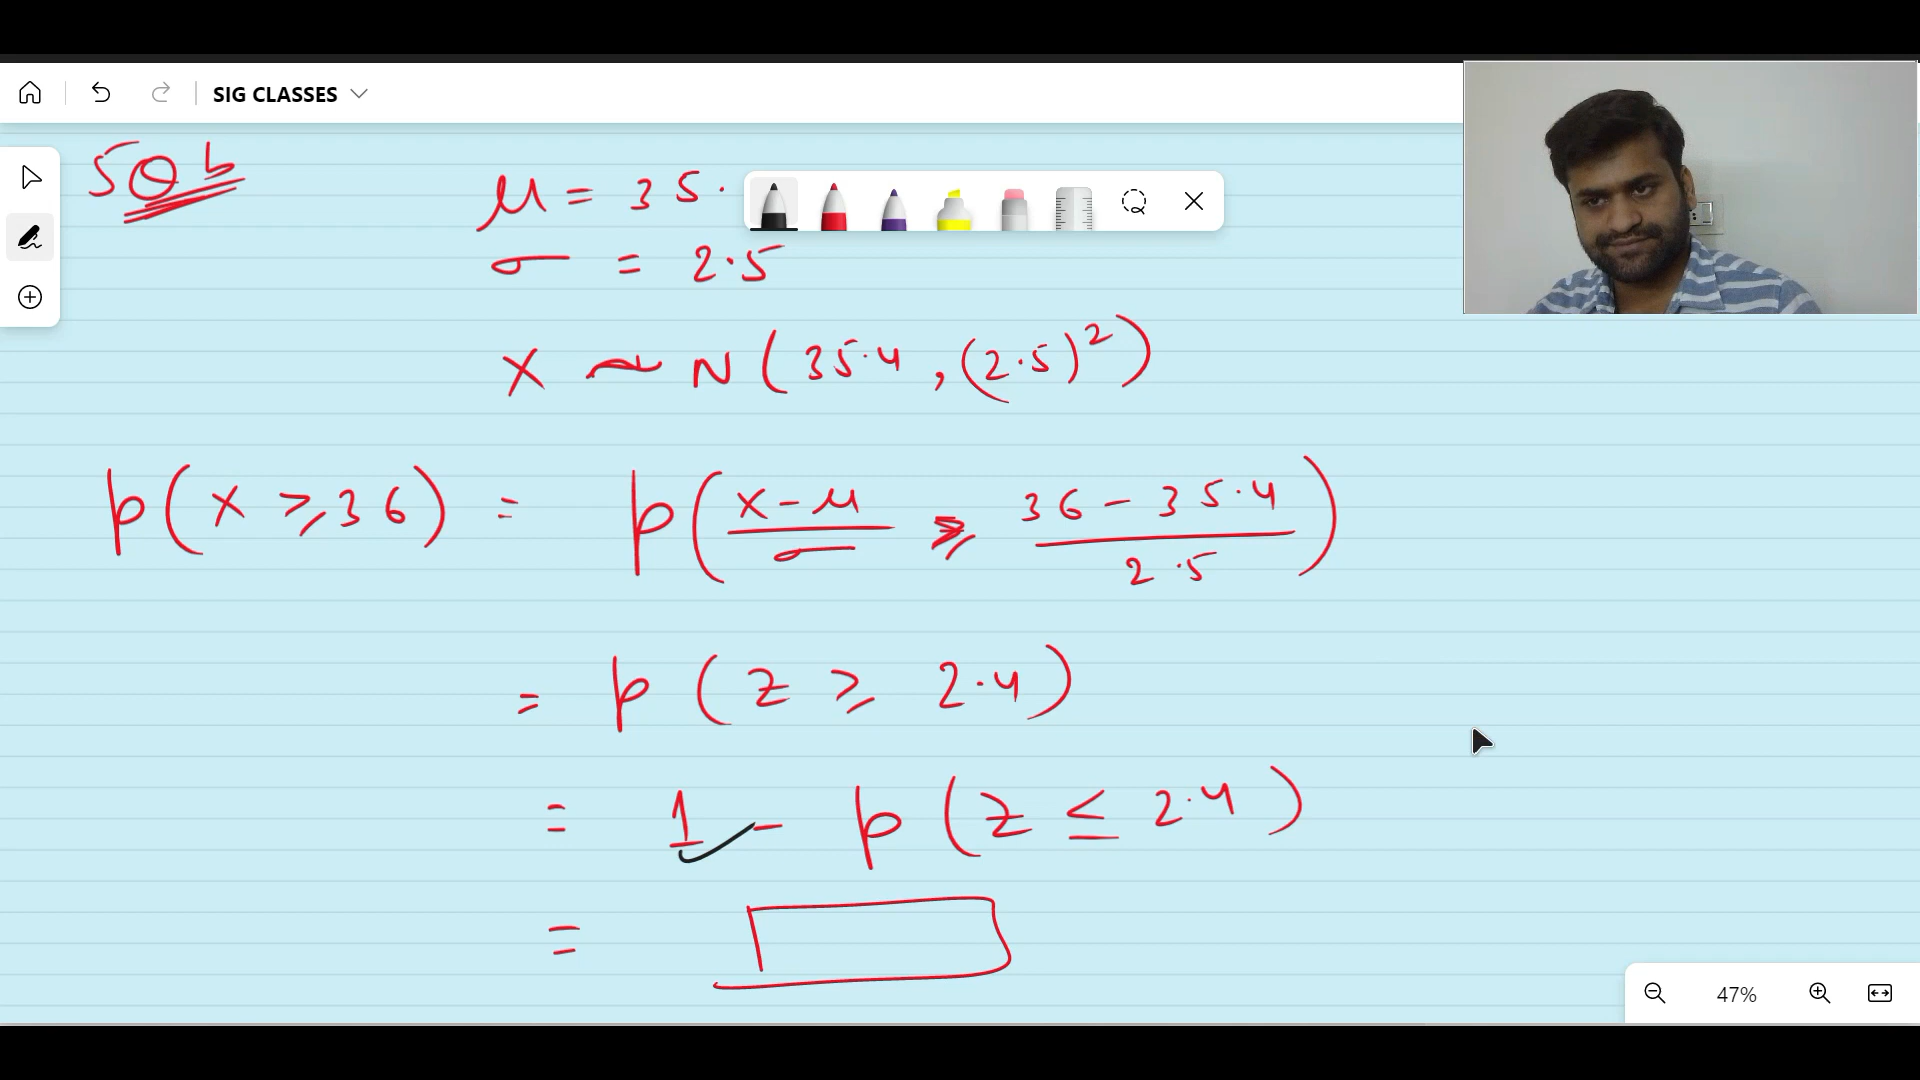 SIG CLASSES
5Q b
μ = 35.
σ = 2.5
X ~ N(35.4, (2.5)²)
P(X ≥ 36) = P((X - μ)/σ ≥ (36 - 35.4)/2.5)
= P(Z ≥ 2.4)
= 1 - P(Z ≤ 2.4)
=
47%